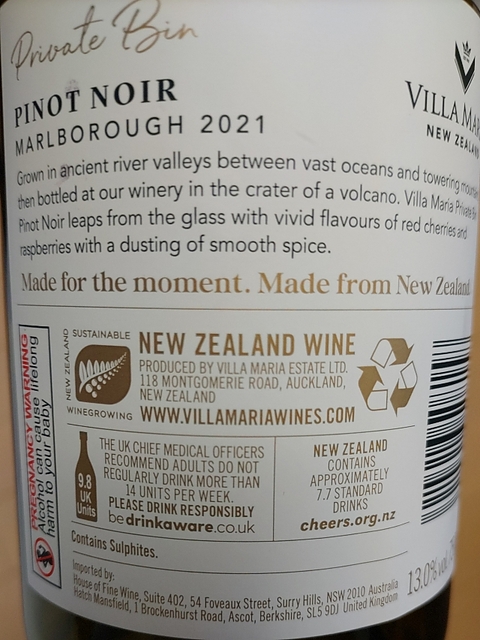 Private Bin
PINOT NOIR
MARLBOROUGH 2021
VILLA MAR
NEW ZEALAN
Grown in ancient river valleys between vast oceans and towering
then bottled at our winery in the crater of a volcano. Villa Maria Private
Pinot Noir leaps from the glass with vivid flavours of red cherries and
raspberries with a dusting of smooth spice.
Made for the moment. Made from New Zealand
PREGNANCY WARNING
Alcohol can cause lifelong
harm to your baby
NEW ZEALAND
SUSTAINABLE
WINEGROWING
NEW ZEALAND WINE
PRODUCED BY VILLA MARIA ESTATE LTD.
118 MONTGOMERIE ROAD, AUCKLAND,
NEW ZEALAND
WWW.VILLAMARIAWINES.COM
9.8
UK
Units
THE UK CHIEF MEDICAL OFFICERS
RECOMMEND ADULTS DO NOT
REGULARLY DRINK MORE THAN
14 UNITS PER WEEK.
PLEASE DRINK RESPONSIBLY
be drinkaware.co.uk
NEW ZEALAND
CONTAINS
APPROXIMATELY
7.7 STANDARD
DRINKS
cheers.org.nz
Contains Sulphites.
Imported by:
House of Fine Wine, Suite 402, 54 Foveaux Street, Surry Hills, NSW 2010 Australia
Hatch Mansfield, 1 Brockenhurst Road, Ascot, Berkshire, SL5 9DJ United Kingdom
13.0% vol